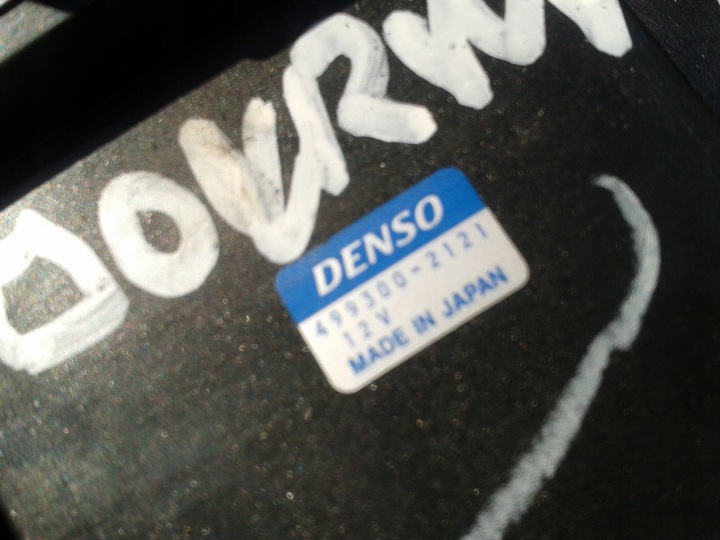 DENSO
499300-2121
12V
MADE IN JAPAN